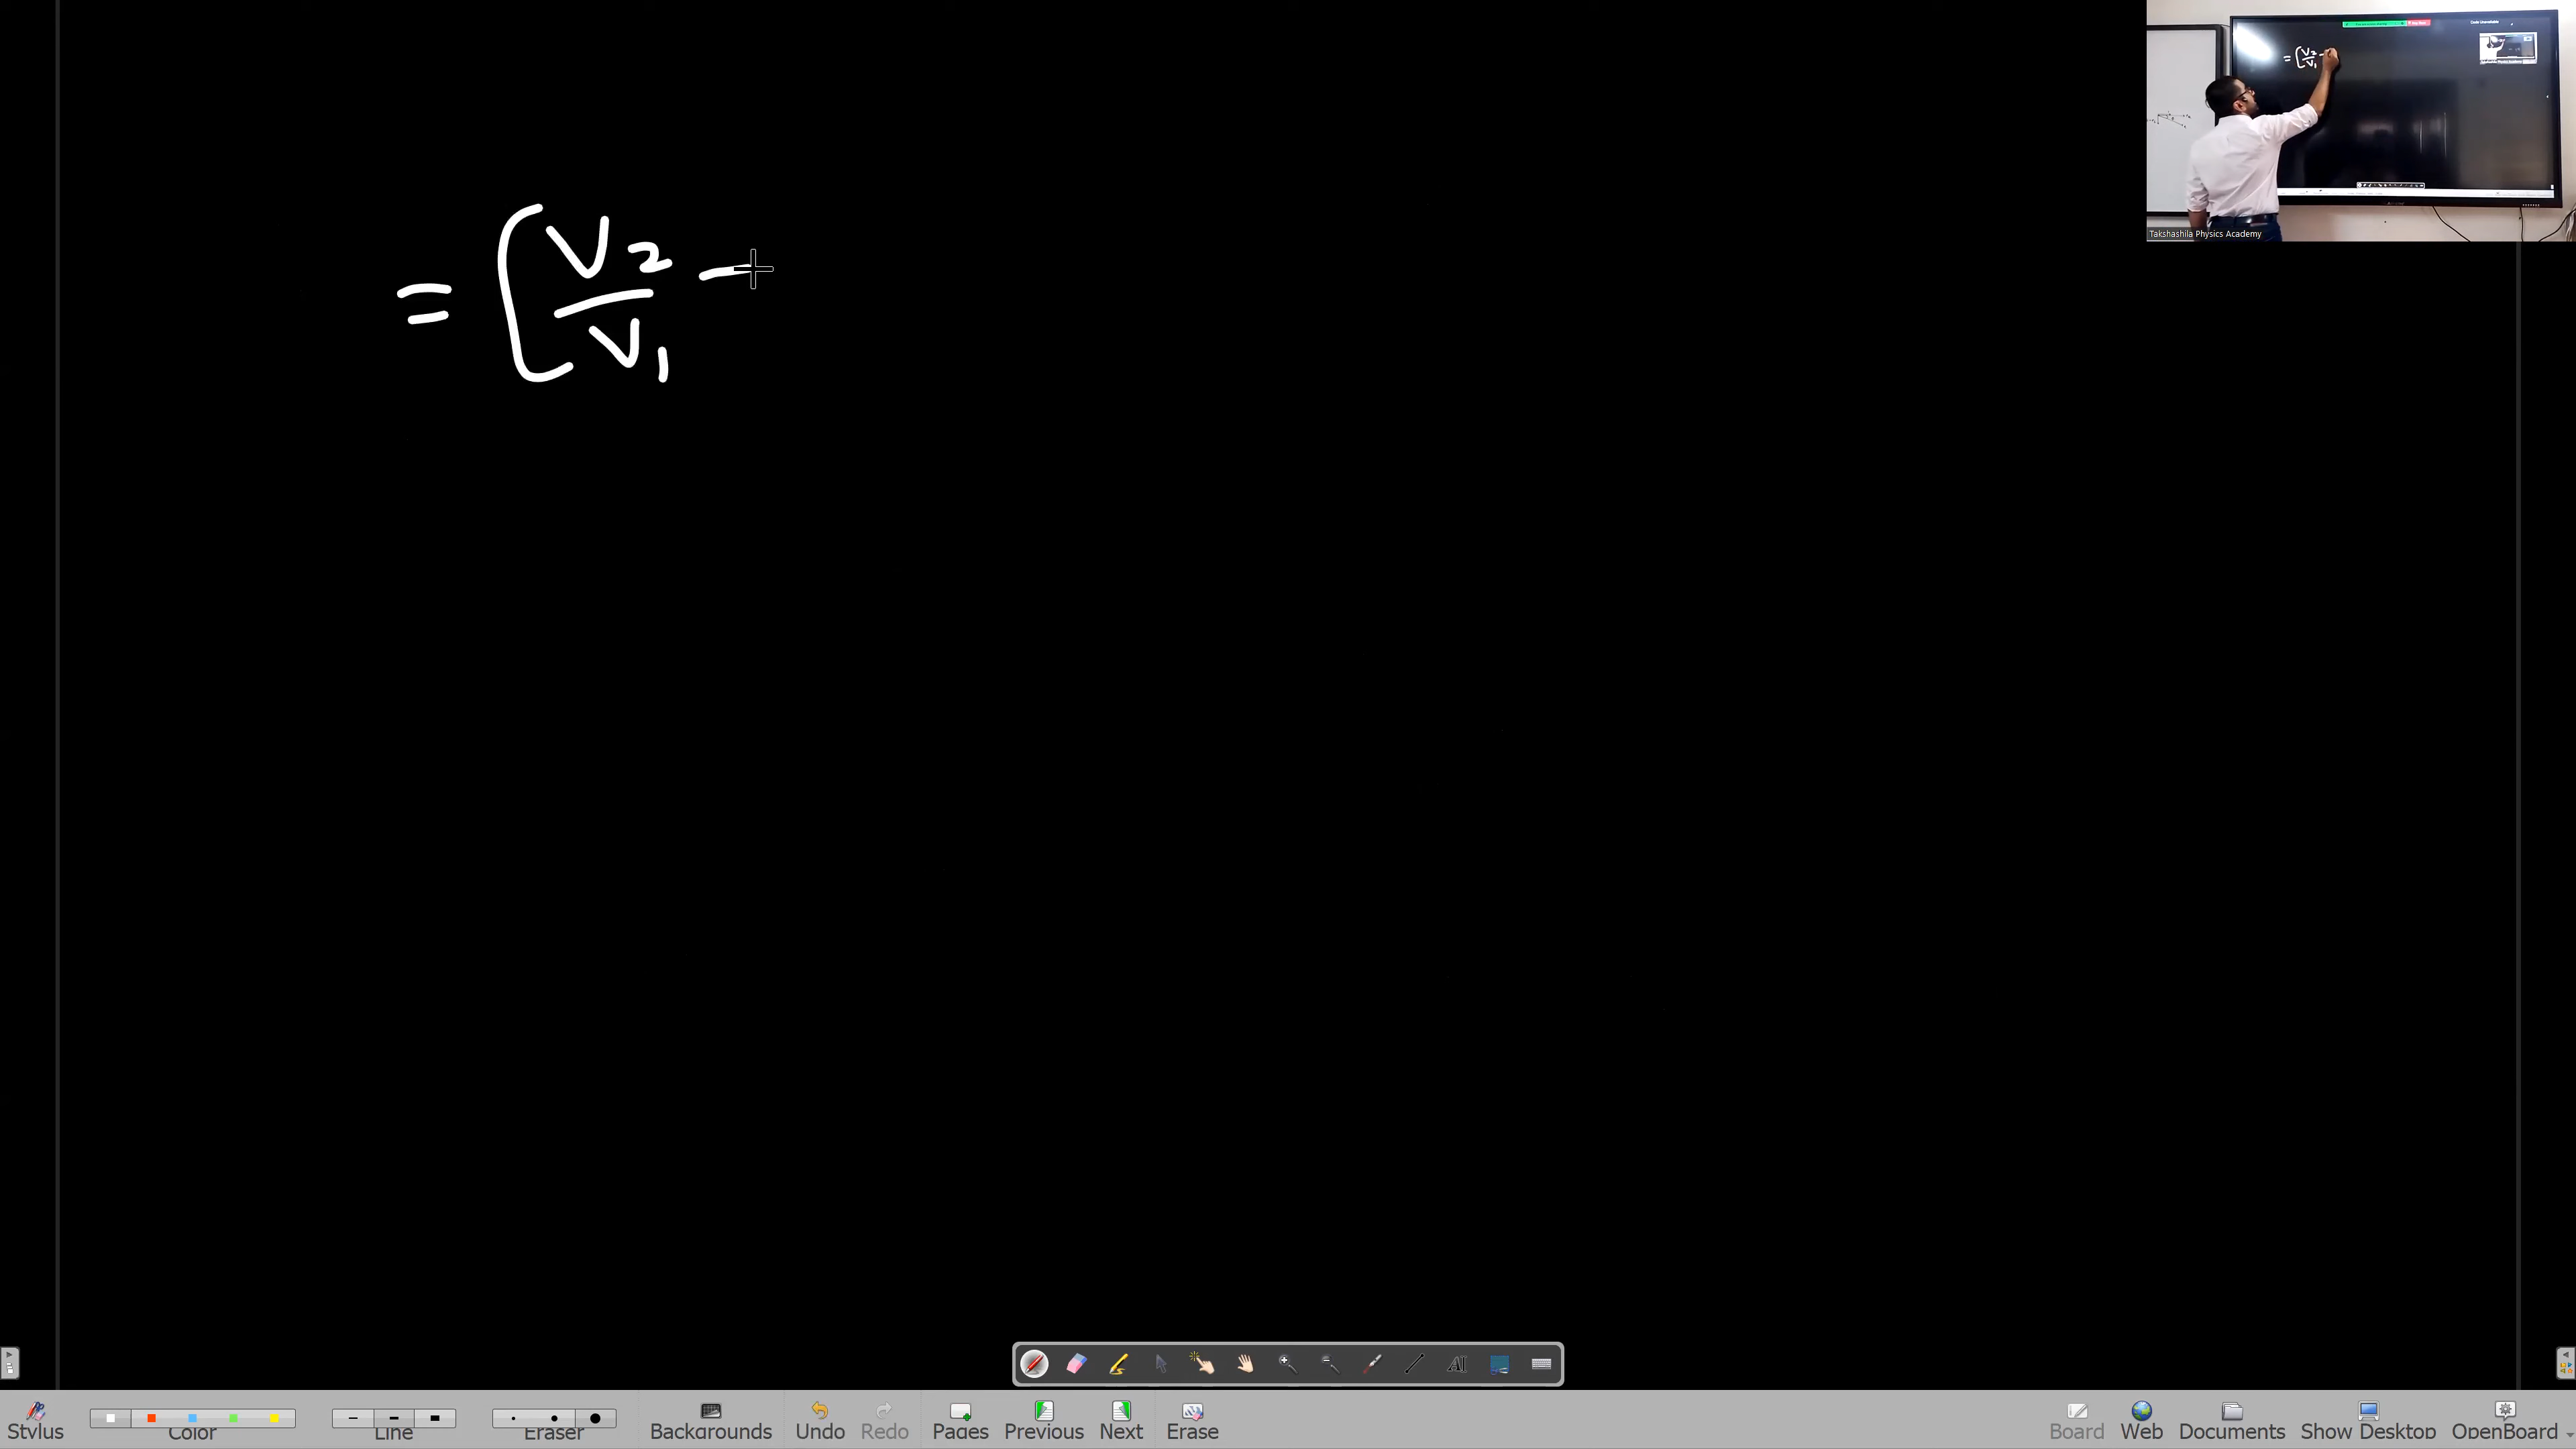 Takshashila Physics Academy
= [V2/V1 -
Stylus
Color
Line
Eraser
Backgrounds
Undo
Redo
Pages
Previous
Next
Erase
Board
Web
Documents
Show Desktop
OpenBoard